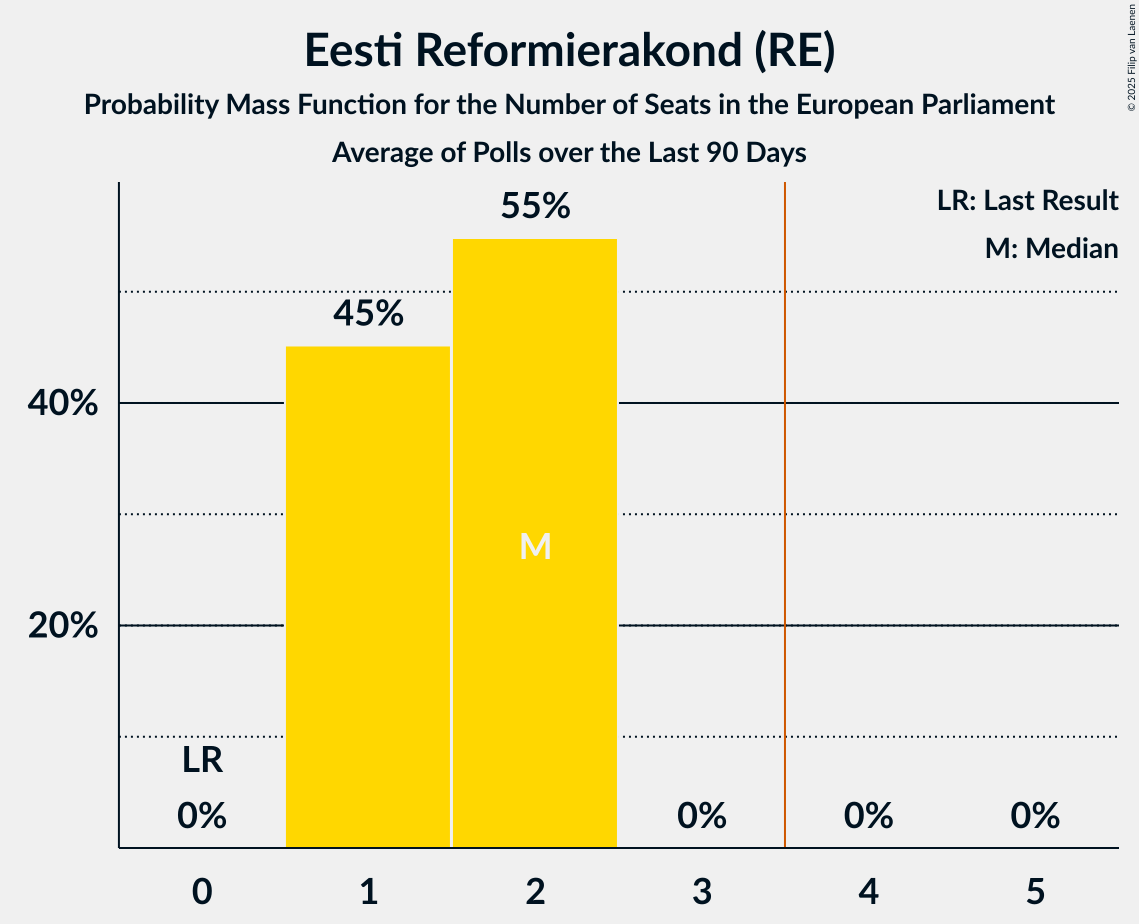 Eesti Reformierakond (RE)
Probability Mass Function for the Number of Seats in the European Parliament
Average of Polls over the Last 90 Days
© 2025 Filip van Laenen
LR: Last Result
M: Median
55%
45%
40%
M
20%
LR
0%
0%
0%
0%
0
1
2
3
4
5